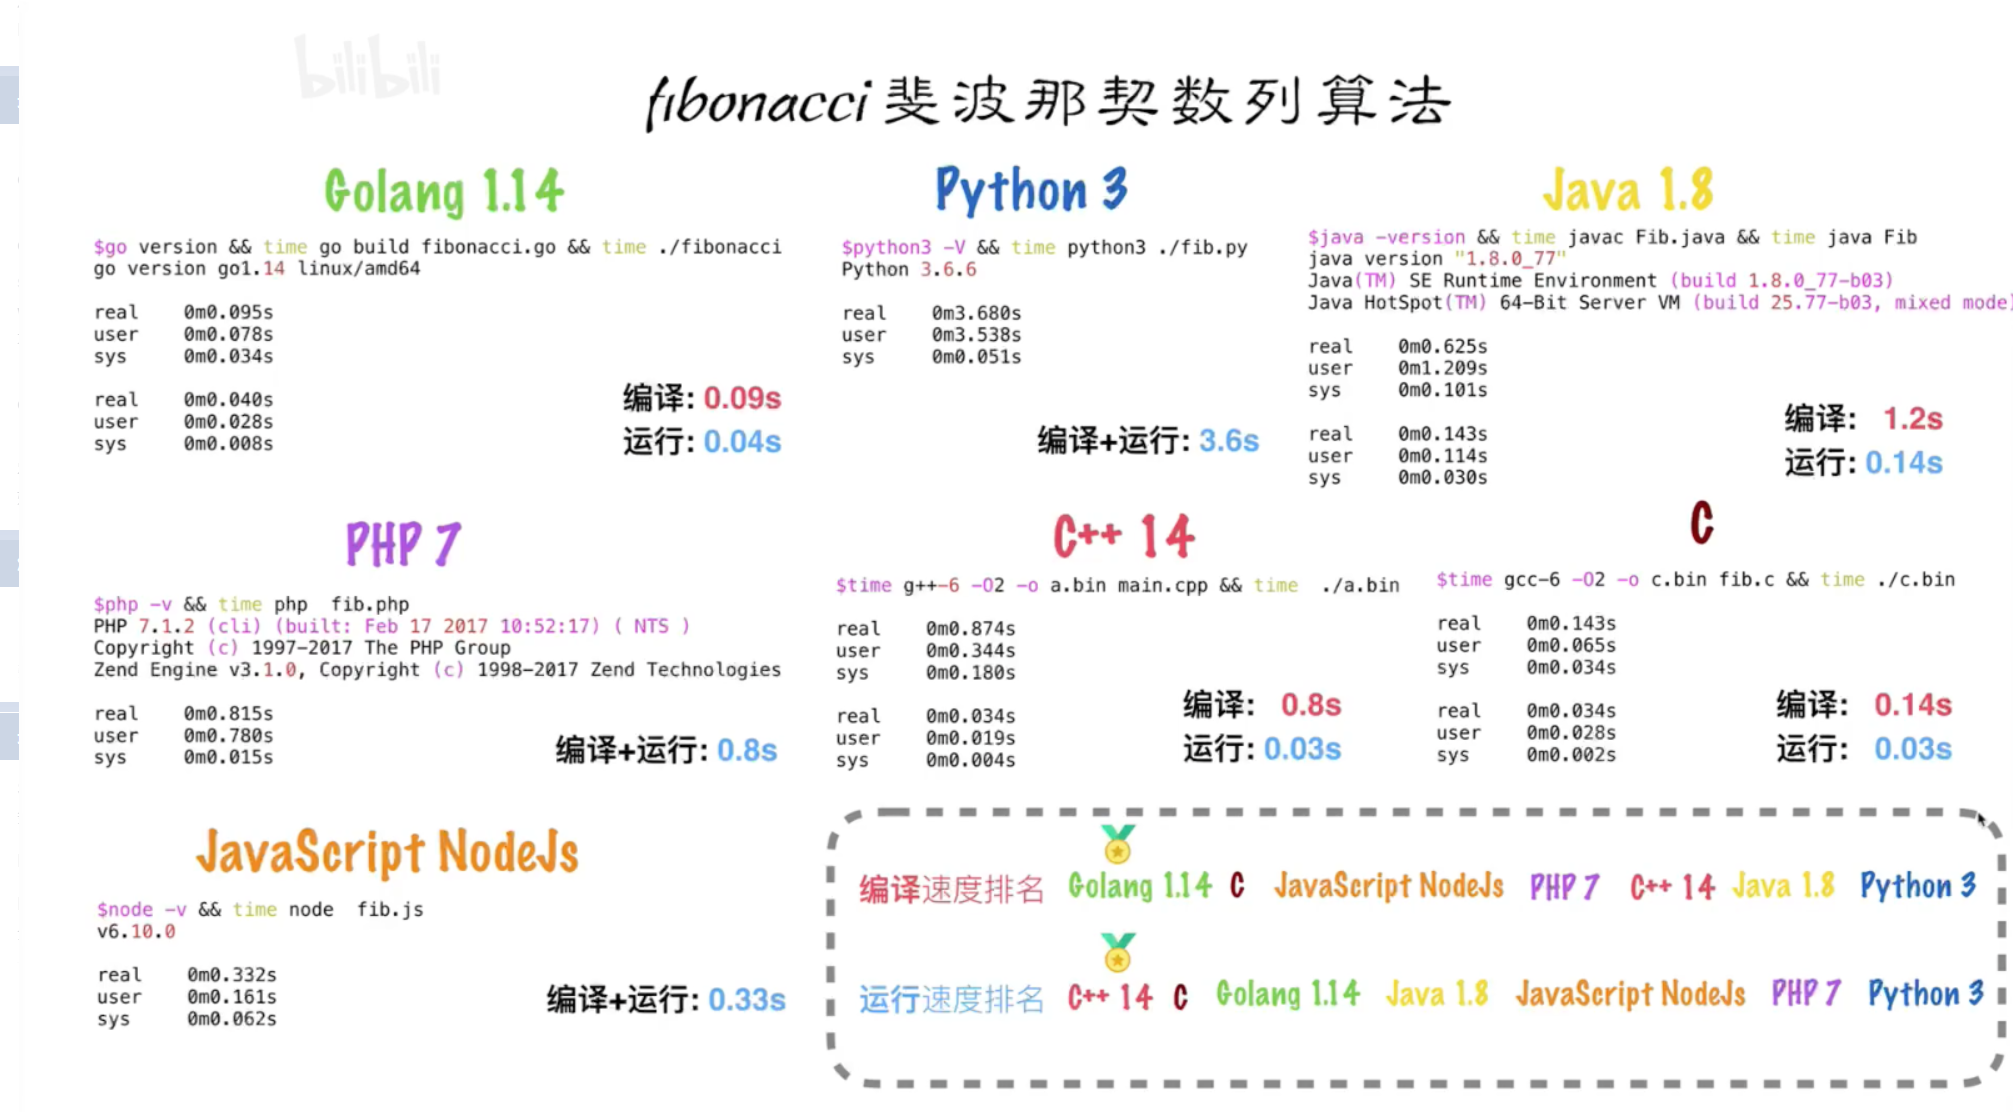 bilibili
fibonacci斐波那契数列算法
Golang 1.14
$go version && time go build fibonacci.go && time ./fibonacci
go version go1.14 linux/amd64
real 0m0.095s
user 0m0.078s
sys 0m0.034s
real 0m0.040s
user 0m0.028s
sys 0m0.008s
编译: 0.09s
运行: 0.04s
Python 3
$python3 -V && time python3 ./fib.py
Python 3.6.6
real 0m3.680s
user 0m3.538s
sys 0m0.051s
编译+运行: 3.6s
Java 1.8
$java -version && time javac Fib.java && time java Fib
java version "1.8.0_77"
Java(TM) SE Runtime Environment (build 1.8.0_77-b03)
Java HotSpot(TM) 64-Bit Server VM (build 25.77-b03, mixed mode)
real 0m0.625s
user 0m1.209s
sys 0m0.101s
real 0m0.143s
user 0m0.114s
sys 0m0.030s
编译: 1.2s
运行: 0.14s
PHP 7
$php -v && time php fib.php
PHP 7.1.2 (cli) (built: Feb 17 2017 10:52:17) ( NTS )
Copyright (c) 1997-2017 The PHP Group
Zend Engine v3.1.0, Copyright (c) 1998-2017 Zend Technologies
real 0m0.815s
user 0m0.780s
sys 0m0.015s
编译+运行: 0.8s
C++ 14
$time g++-6 -O2 -o a.bin main.cpp && time ./a.bin
real 0m0.874s
user 0m0.344s
sys 0m0.180s
real 0m0.034s
user 0m0.019s
sys 0m0.004s
编译: 0.8s
运行: 0.03s
C
$time gcc-6 -O2 -o c.bin fib.c && time ./c.bin
real 0m0.143s
user 0m0.065s
sys 0m0.034s
real 0m0.034s
user 0m0.028s
sys 0m0.002s
编译: 0.14s
运行: 0.03s
JavaScript NodeJs
$node -v && time node fib.js
v6.10.0
real 0m0.332s
user 0m0.161s
sys 0m0.062s
编译+运行: 0.33s
编译速度排名 Golang 1.14 C JavaScript NodeJs PHP 7 C++ 14 Java 1.8 Python 3
运行速度排名 C++ 14 C Golang 1.14 Java 1.8 JavaScript NodeJs PHP 7 Python 3